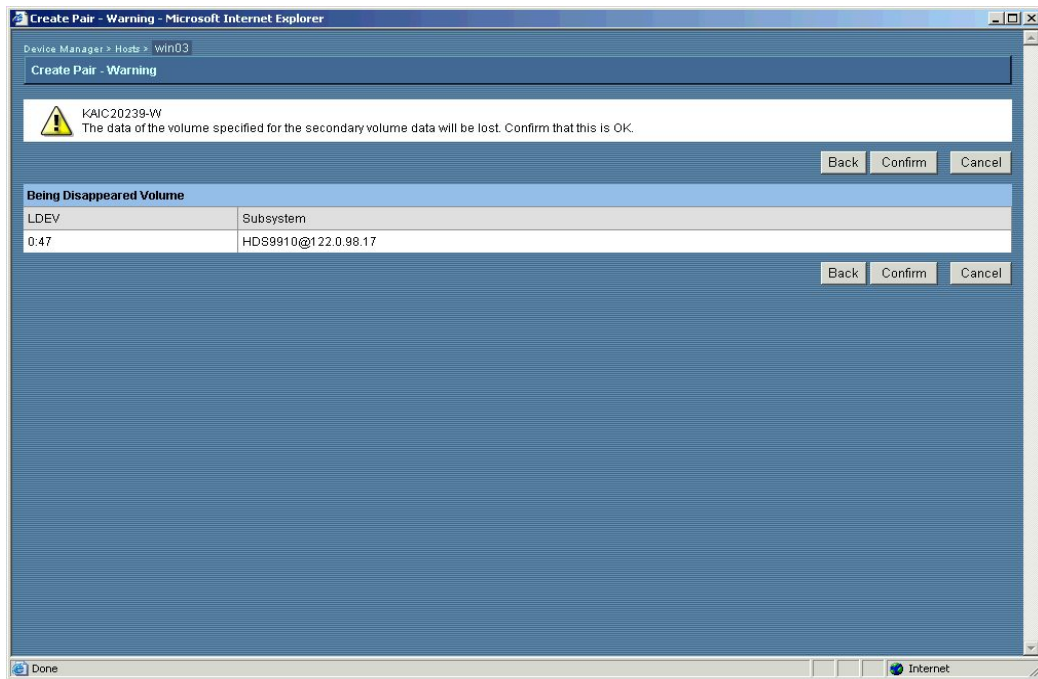 Create Pair - Warning - Microsoft Internet Explorer
Device Manager > Hosts > win03
Create Pair - Warning
KAIC20239-W
The data of the volume specified for the secondary volume data will be lost. Confirm that this is OK.
Back Confirm Cancel
Being Disappeared Volume
LDEV Subsystem
0:47 HDS9910@122.0.98.17
Back Confirm Cancel
Done Internet